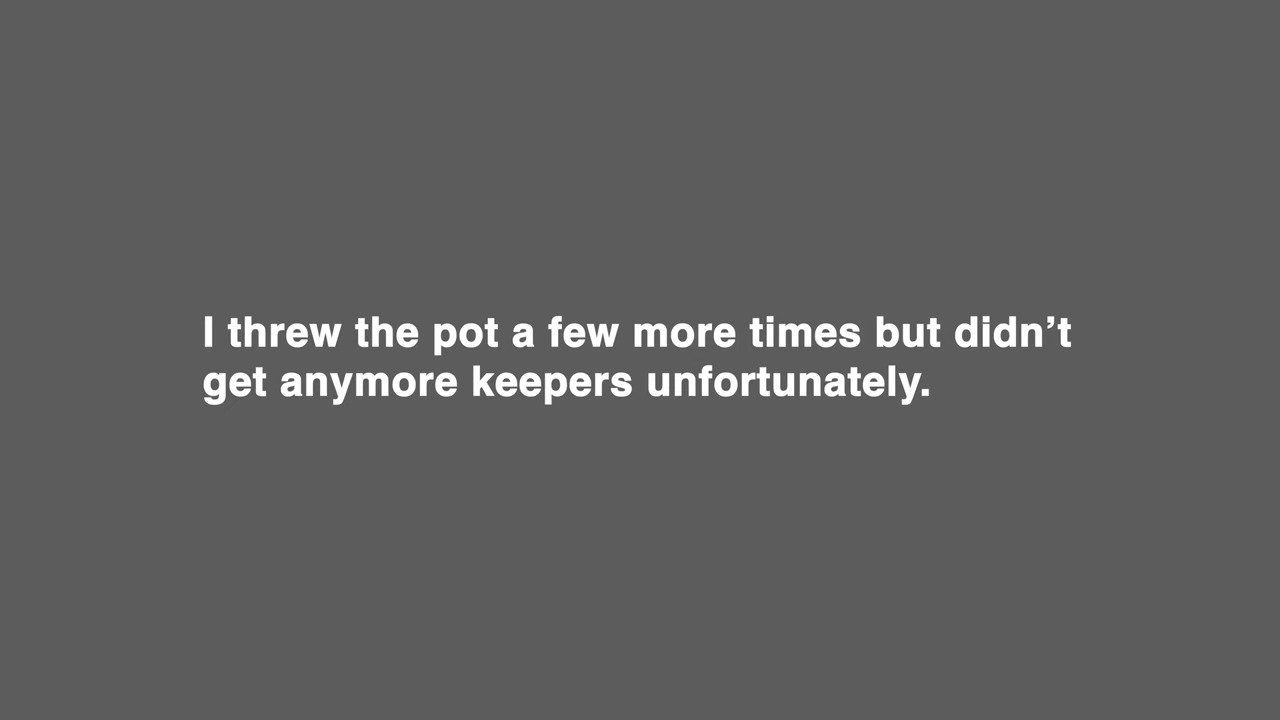 I threw the pot a few more times but didn’t
get anymore keepers unfortunately.